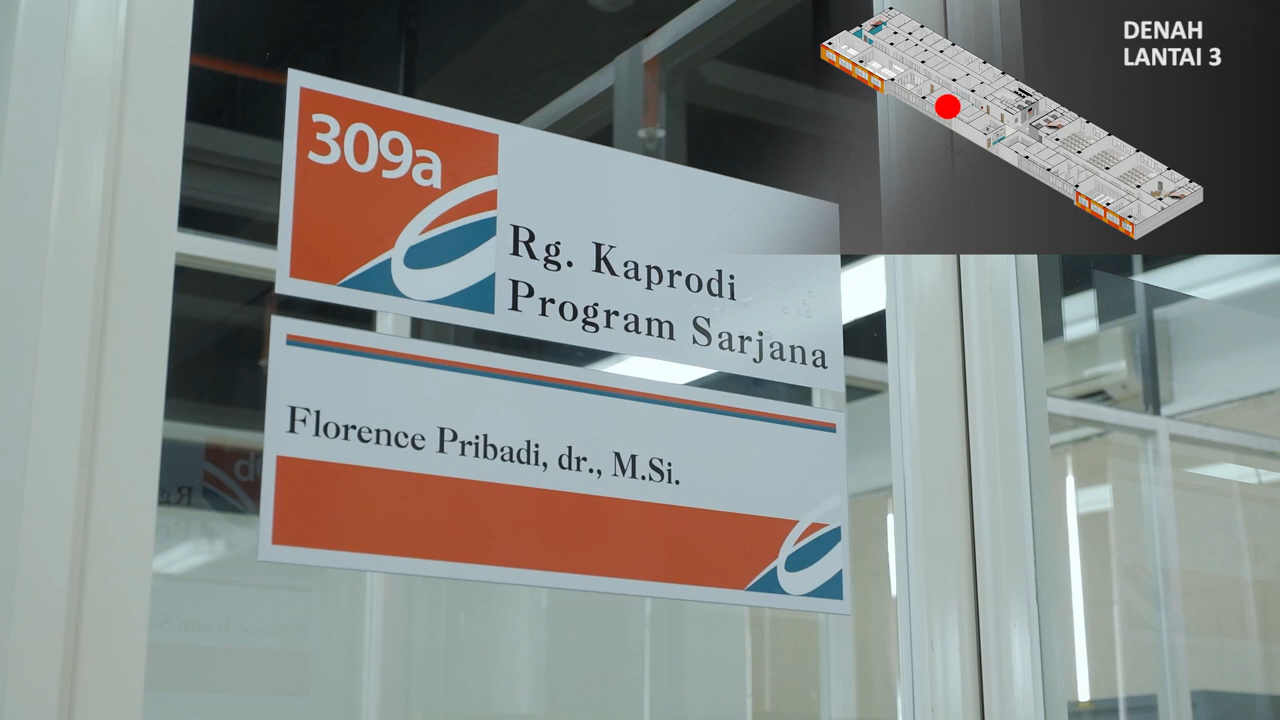 DENAH
LANTAI 3
309a
Rg. Kaprodi
Program Sarjana
Florence Pribadi, dr., M.Si.